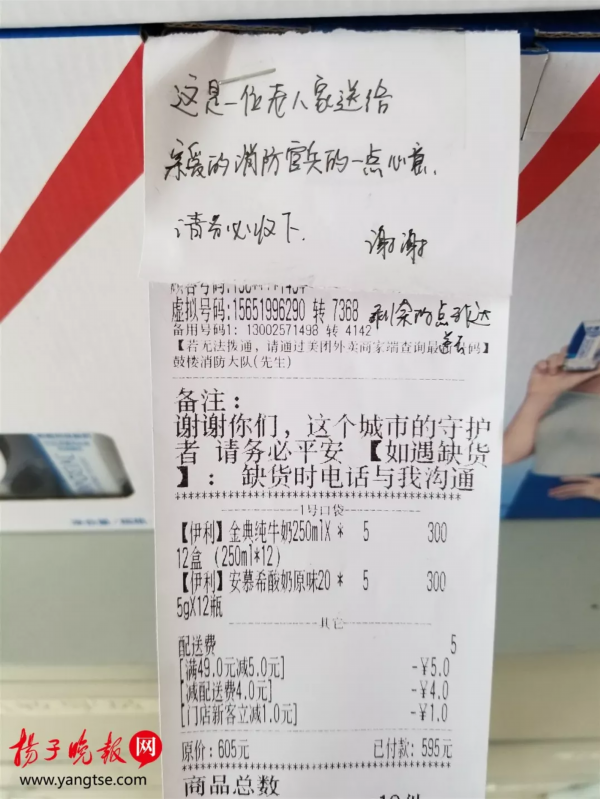 这是一位老人家送给
亲爱的消防官兵的一点心意.
请务必收下. 谢谢
虚拟号码:15651996290 转 7368
备用号码1: 13002571498 转 4142
【若无法拨通，请通过美团外卖商家端查询最
码】
鼓楼消防大队(先生)
备注：
谢谢你们，这个城市的守护
者 请务必平安 【如遇缺货
】： 缺货时电话与我沟通
********************************
1号口袋
【伊利】金典纯牛奶250mlX * 5 300
12盒 (250ml*12)
【伊利】安慕希酸奶原味20 * 5 300
5gX12瓶
其它
配送费 5
[满49.0元减5.0元] -¥5.0
[减配送费4.0元] -¥4.0
[门店新客立减1.0元] -¥1.0
********************************
原价: 605元 已付款: 595元
商品总数
扬子晚报网
www.yangtse.com